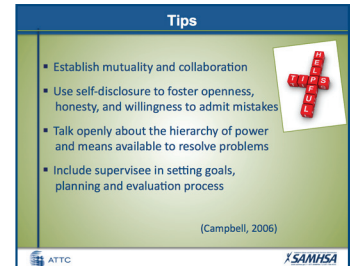 Tips
HELPFUL
TIPS
▪ Establish mutuality and collaboration
▪ Use self-disclosure to foster openness,
honesty, and willingness to admit mistakes
▪ Talk openly about the hierarchy of power
and means available to resolve problems
▪ Include supervisee in setting goals,
planning and evaluation process
(Campbell, 2006)
ATTC
SAMHSA